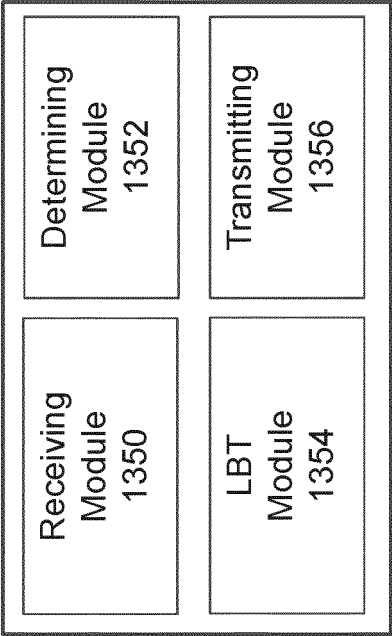 Receiving
Module
1350
Determining
Module
1352
LBT
Module
1354
Transmitting
Module
1356